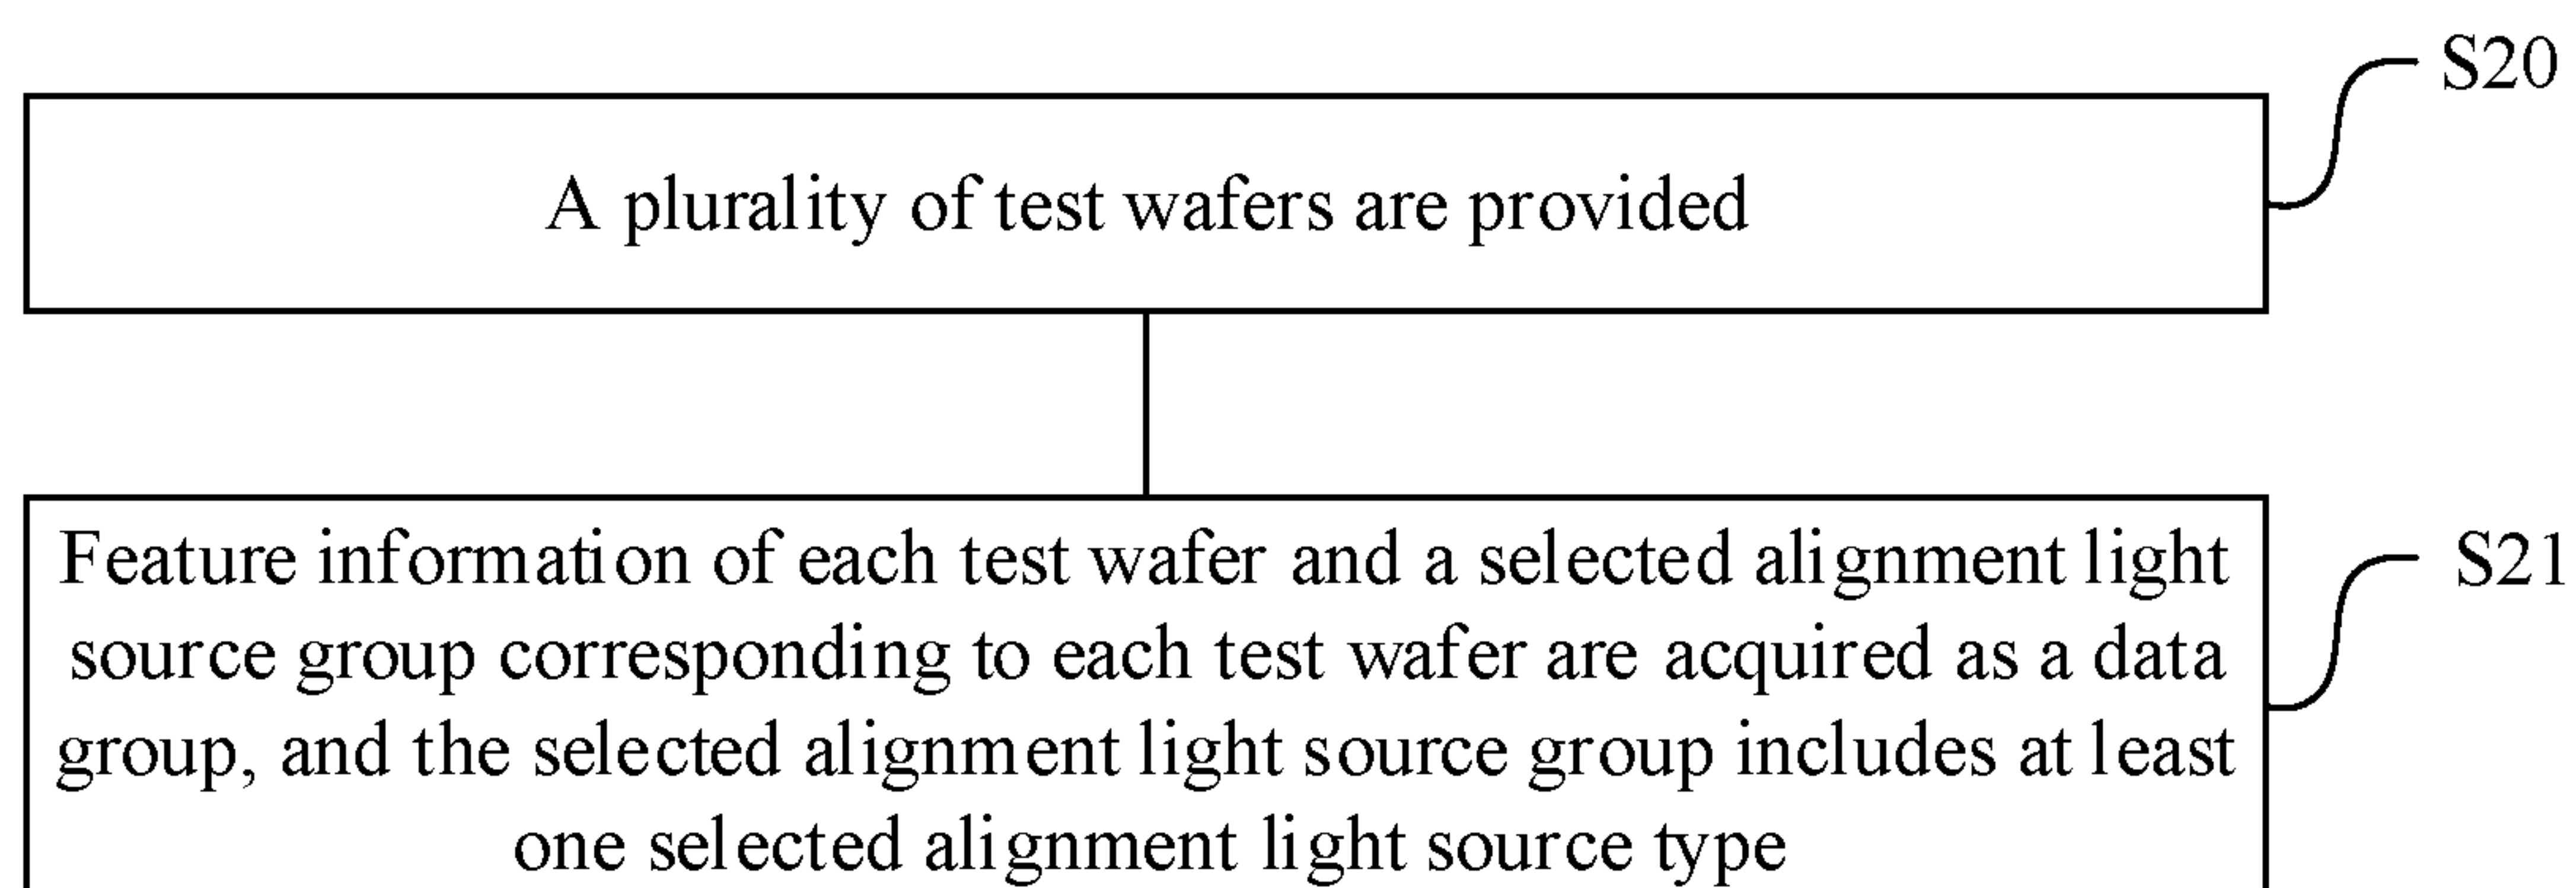 S20
A plurality of test wafers are provided
Feature information of each test wafer and a selected alignment light
S21
source group corresponding to each test wafer are acquired as a data
group, and the selected alignment light source group includes at least
one selected alignment light source type